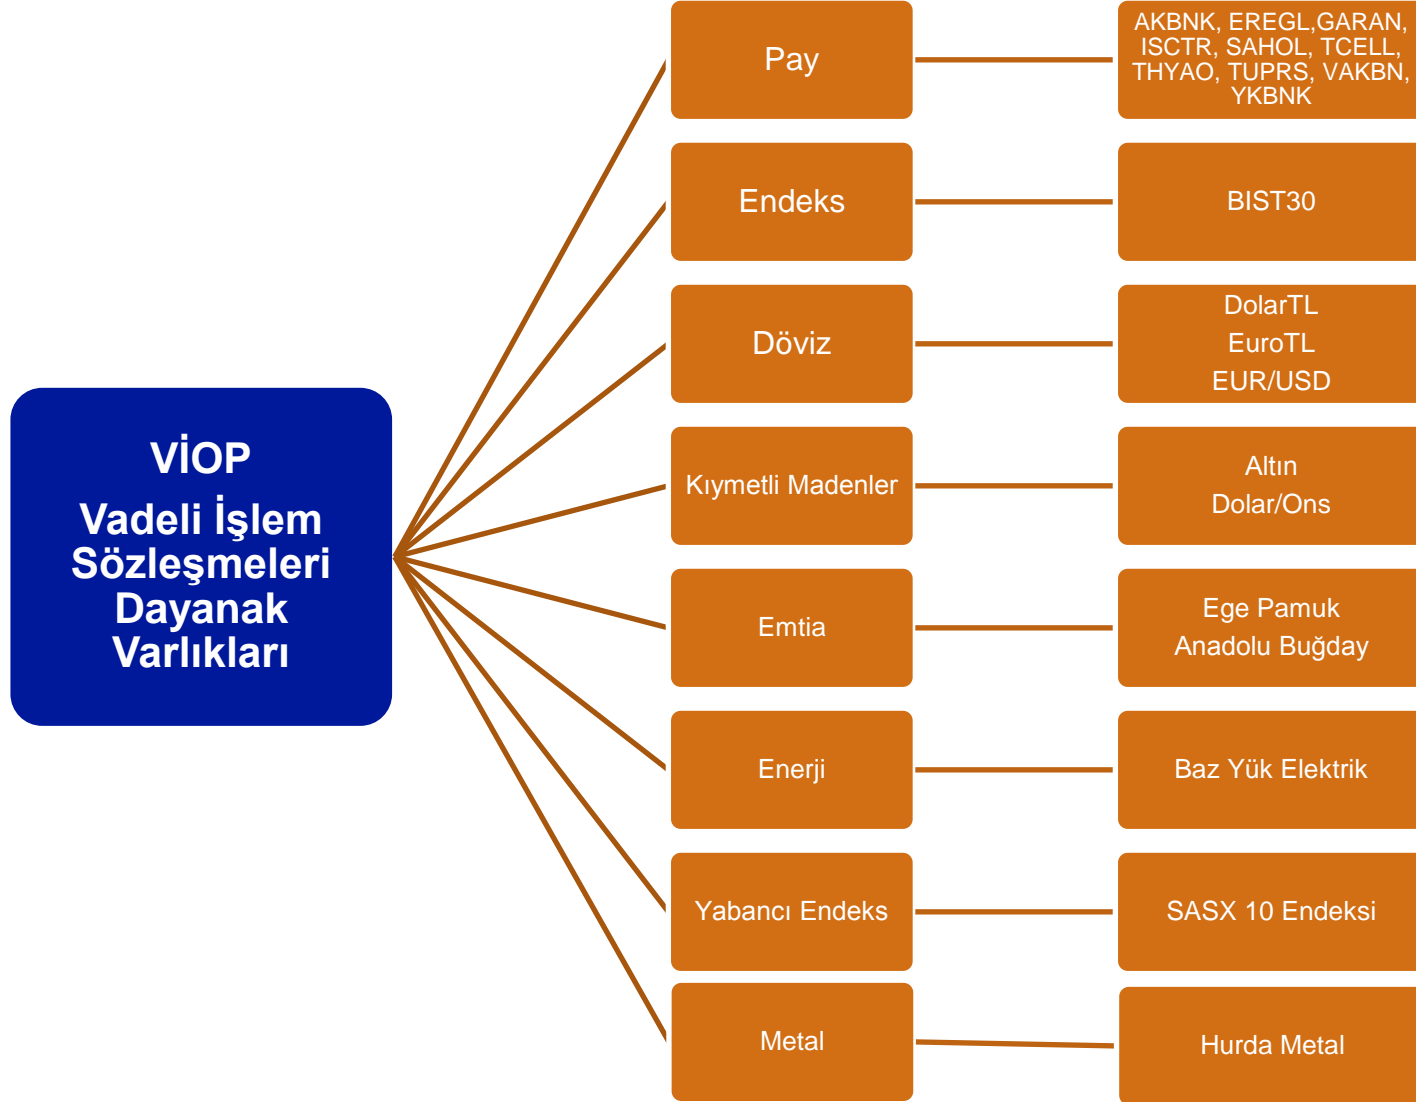 VİOP
Vadeli İşlem
Sözleşmeleri
Dayanak
Varlıkları
Pay
AKBNK, EREGL,GARAN,
ISCTR, SAHOL, TCELL,
THYAO, TUPRS, VAKBN,
YKBNK
Endeks
BIST30
Döviz
DolarTL
EuroTL
EUR/USD
Kıymetli Madenler
Altın
Dolar/Ons
Emtia
Ege Pamuk
Anadolu Buğday
Enerji
Baz Yük Elektrik
Yabancı Endeks
SASX 10 Endeksi
Metal
Hurda Metal